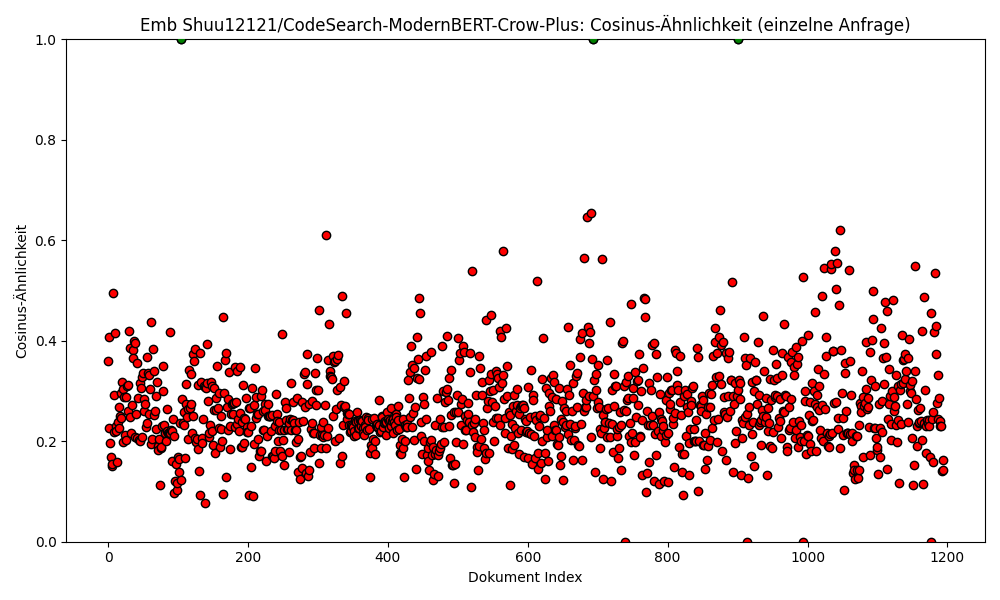 Emb Shuu12121/CodeSearch-ModernBERT-Crow-Plus: Cosinus-Ähnlichkeit (einzelne Anfrage)
1.0
0.8
0.6
0.4
0.2
0.0
Cosinus-Ähnlichkeit
0 200 400 600 800 1000 1200
Dokument Index